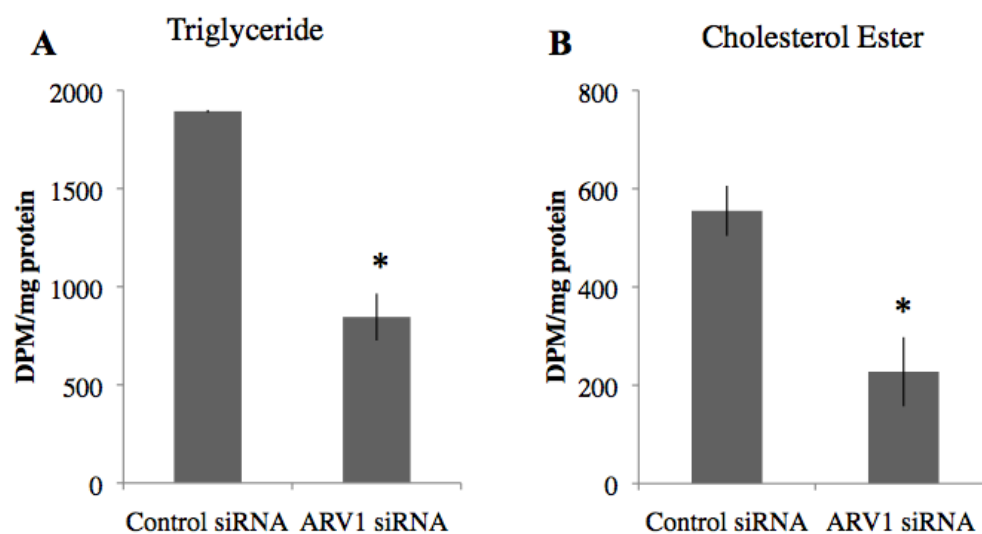 A
Triglyceride
DPM/mg protein
2000
1500
1000
500
0
*
Control siRNA ARV1 siRNA
B
Cholesterol Ester
DPM/mg protein
800
600
400
200
0
*
Control siRNA ARV1 siRNA